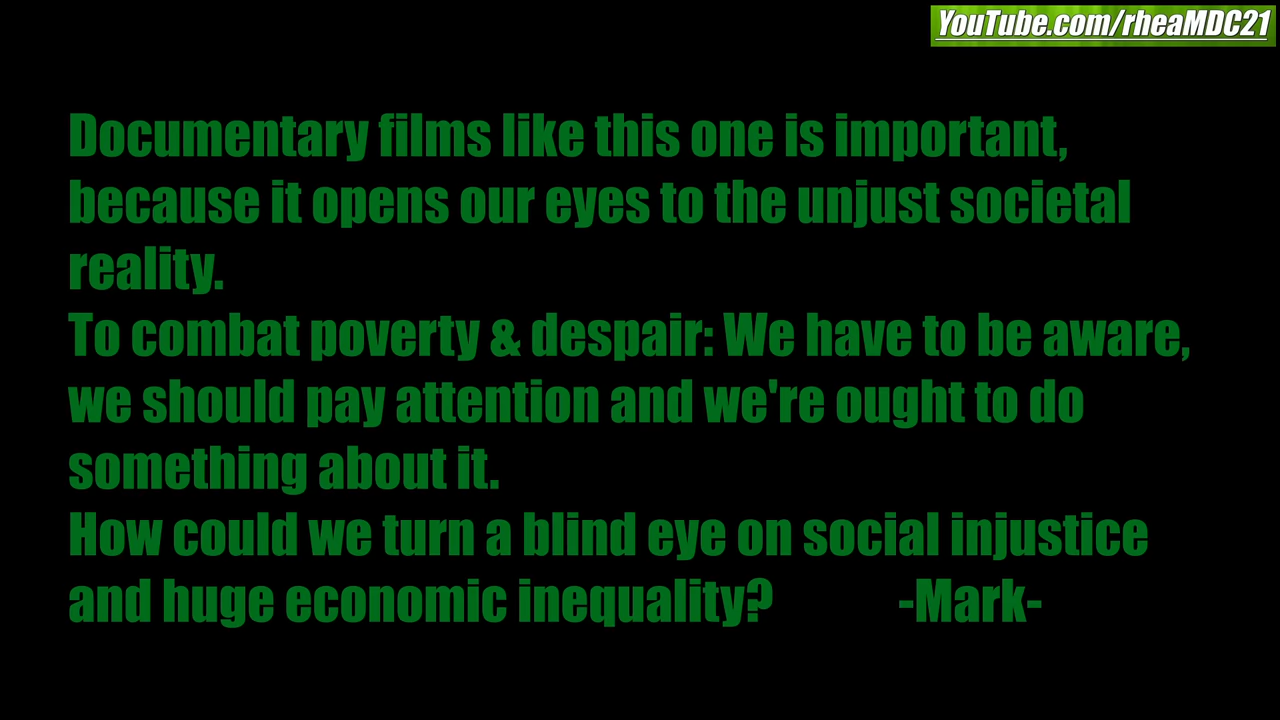 YouTube.com/rheaMDC21
Documentary films like this one is important,
because it opens our eyes to the unjust societal
reality.
To combat poverty & despair: We have to be aware,
we should pay attention and we're ought to do
something about it.
How could we turn a blind eye on social injustice
and huge economic inequality? -Mark-